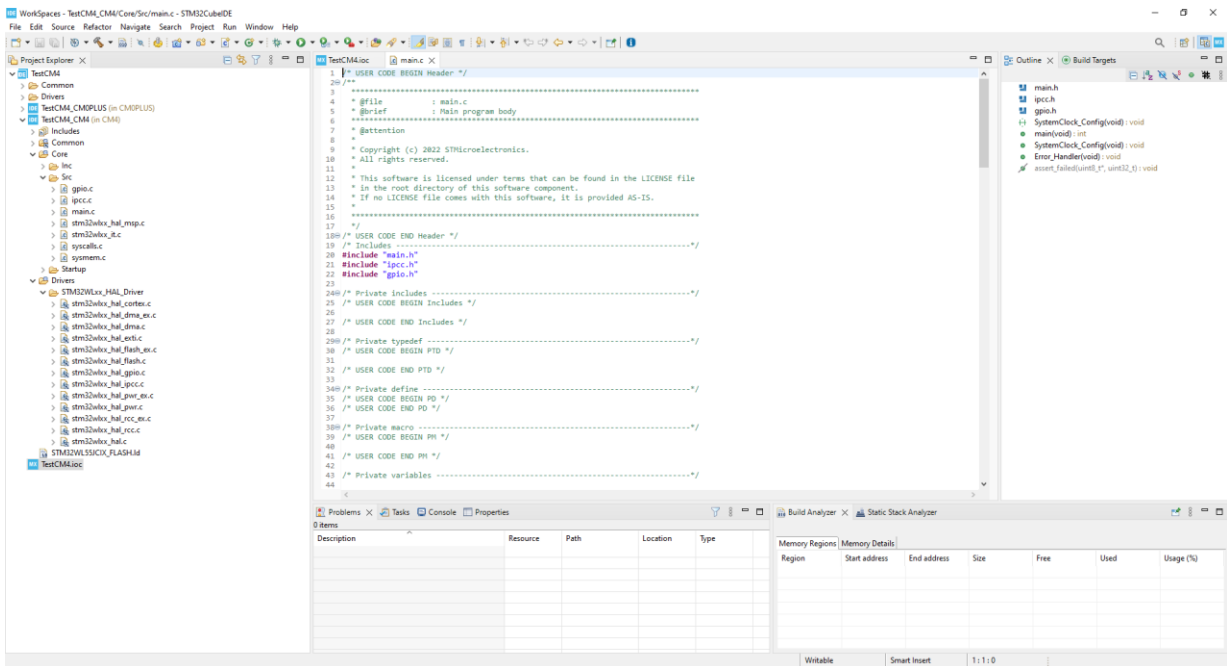 IDE WorkSpaces - TestCM4_CM4/Core/Src/main.c - STM32CubeIDE
File Edit Source Refactor Navigate Search Project Run Window Help
Project Explorer
TestCM4
Common
Drivers
IDE TestCM4_CM0PLUS (in CM0PLUS)
IDE TestCM4_CM4 (in CM4)
Includes
Common
Core
Inc
Src
gpio.c
ipcc.c
main.c
stm32wlxx_hal_msp.c
stm32wlxx_it.c
syscalls.c
sysmem.c
Startup
Drivers
STM32WLxx_HAL_Driver
stm32wlxx_hal_cortex.c
stm32wlxx_hal_dma_ex.c
stm32wlxx_hal_dma.c
stm32wlxx_hal_exti.c
stm32wlxx_hal_flash_ex.c
stm32wlxx_hal_flash.c
stm32wlxx_hal_gpio.c
stm32wlxx_hal_ipcc.c
stm32wlxx_hal_pwr_ex.c
stm32wlxx_hal_pwr.c
stm32wlxx_hal_rcc_ex.c
stm32wlxx_hal_rcc.c
stm32wlxx_hal.c
STM32WL55JCIX_FLASH.ld
MX TestCM4.ioc
MX TestCM4.ioc main.c
1 /* USER CODE BEGIN Header */
2 /**
3 ******************************************************************************
4 * @file : main.c
5 * @brief : Main program body
6 ******************************************************************************
7 * @attention
8 *
9 * Copyright (c) 2022 STMicroelectronics.
10 * All rights reserved.
11 *
12 * This software is licensed under terms that can be found in the LICENSE file
13 * in the root directory of this software component.
14 * If no LICENSE file comes with this software, it is provided AS-IS.
15 *
16 ******************************************************************************
17 */
18 /* USER CODE END Header */
19 /* Includes ------------------------------------------------------------------*/
20 #include "main.h"
21 #include "ipcc.h"
22 #include "gpio.h"
23
24 /* Private includes ----------------------------------------------------------*/
25 /* USER CODE BEGIN Includes */
26
27 /* USER CODE END Includes */
28
29 /* Private typedef -----------------------------------------------------------*/
30 /* USER CODE BEGIN PTD */
31
32 /* USER CODE END PTD */
33
34 /* Private define ------------------------------------------------------------*/
35 /* USER CODE BEGIN PD */
36 /* USER CODE END PD */
37
38 /* Private macro -------------------------------------------------------------*/
39 /* USER CODE BEGIN PM */
40
41 /* USER CODE END PM */
42
43 /* Private variables ---------------------------------------------------------*/
44
Outline Build Targets
main.h
ipcc.h
gpio.h
SystemClock_Config(void) : void
main(void) : int
SystemClock_Config(void) : void
Error_Handler(void) : void
assert_failed(uint8_t*, uint32_t) : void
Problems Tasks Console Properties
0 items
Description Resource Path Location Type
Build Analyzer Static Stack Analyzer
Memory Regions Memory Details
Region Start address End address Size Free Used Usage (%)
Writable Smart Insert 1 : 1 : 0